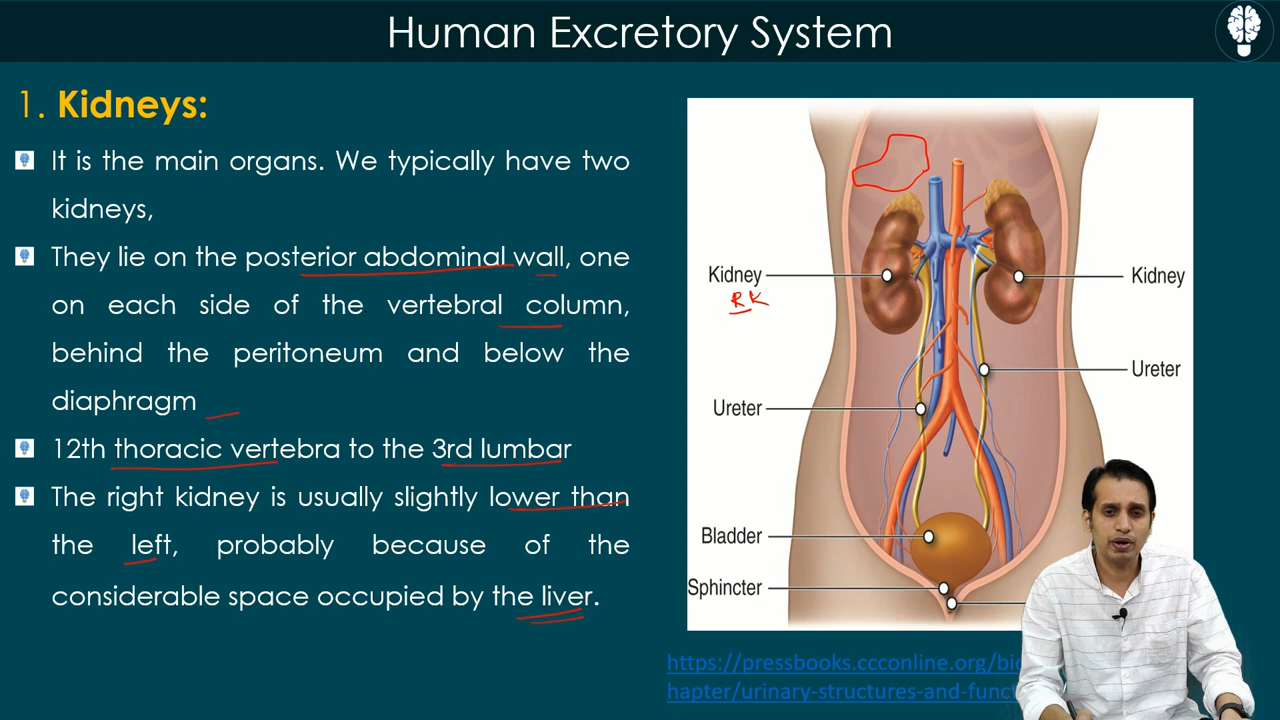 Human Excretory System
1. Kidneys:
It is the main organs. We typically have two
kidneys,
They lie on the posterior abdominal wall, one
on each side of the vertebral column,
behind the peritoneum and below the
diaphragm
12th thoracic vertebra to the 3rd lumbar
The right kidney is usually slightly lower than
the left, probably because of the
considerable space occupied by the liver.
Kidney
RK
Kidney
Ureter
Ureter
Bladder
Sphincter
https://pressbooks.ccconline.org/bio
hapter/urinary-structures-and-funct